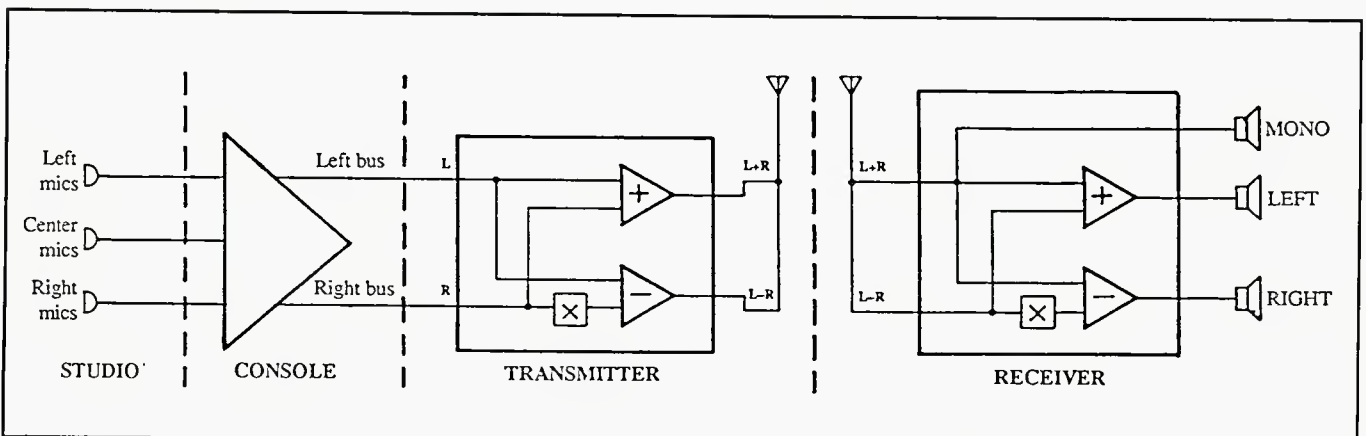 Left
mics
Center
mics
Right
mics
STUDIO
CONSOLE
Left bus
Right bus
L
R
+
−
×
L+R
L−R
TRANSMITTER
L+R
L−R
+
−
×
RECEIVER
MONO
LEFT
RIGHT